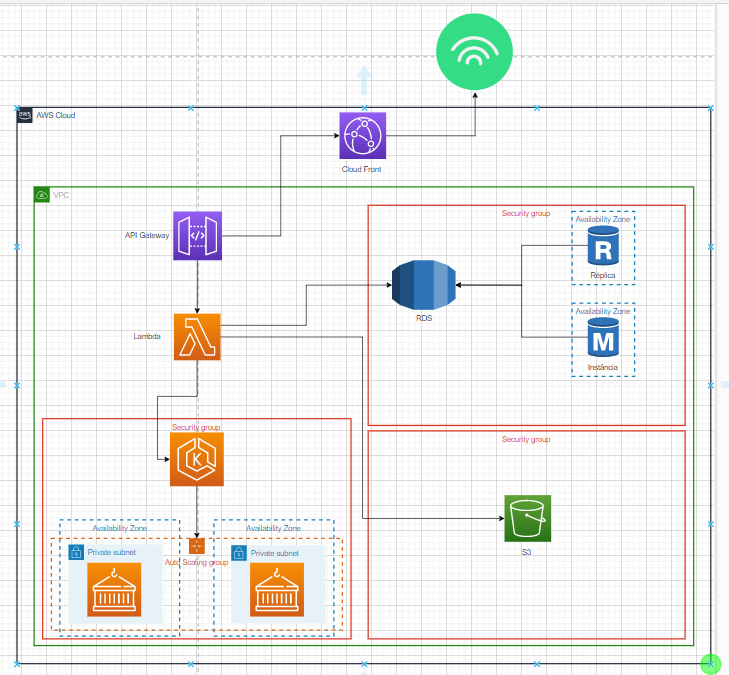 aws
AWS Cloud
Cloud Front
VPC
API Gateway
Security group
Availability Zone
R
Réplica
RDS
Availability Zone
M
Instância
Lambda
Security group
K
Security group
S3
Availability Zone
Availability Zone
Private subnet
Private subnet
Auto Scaling group